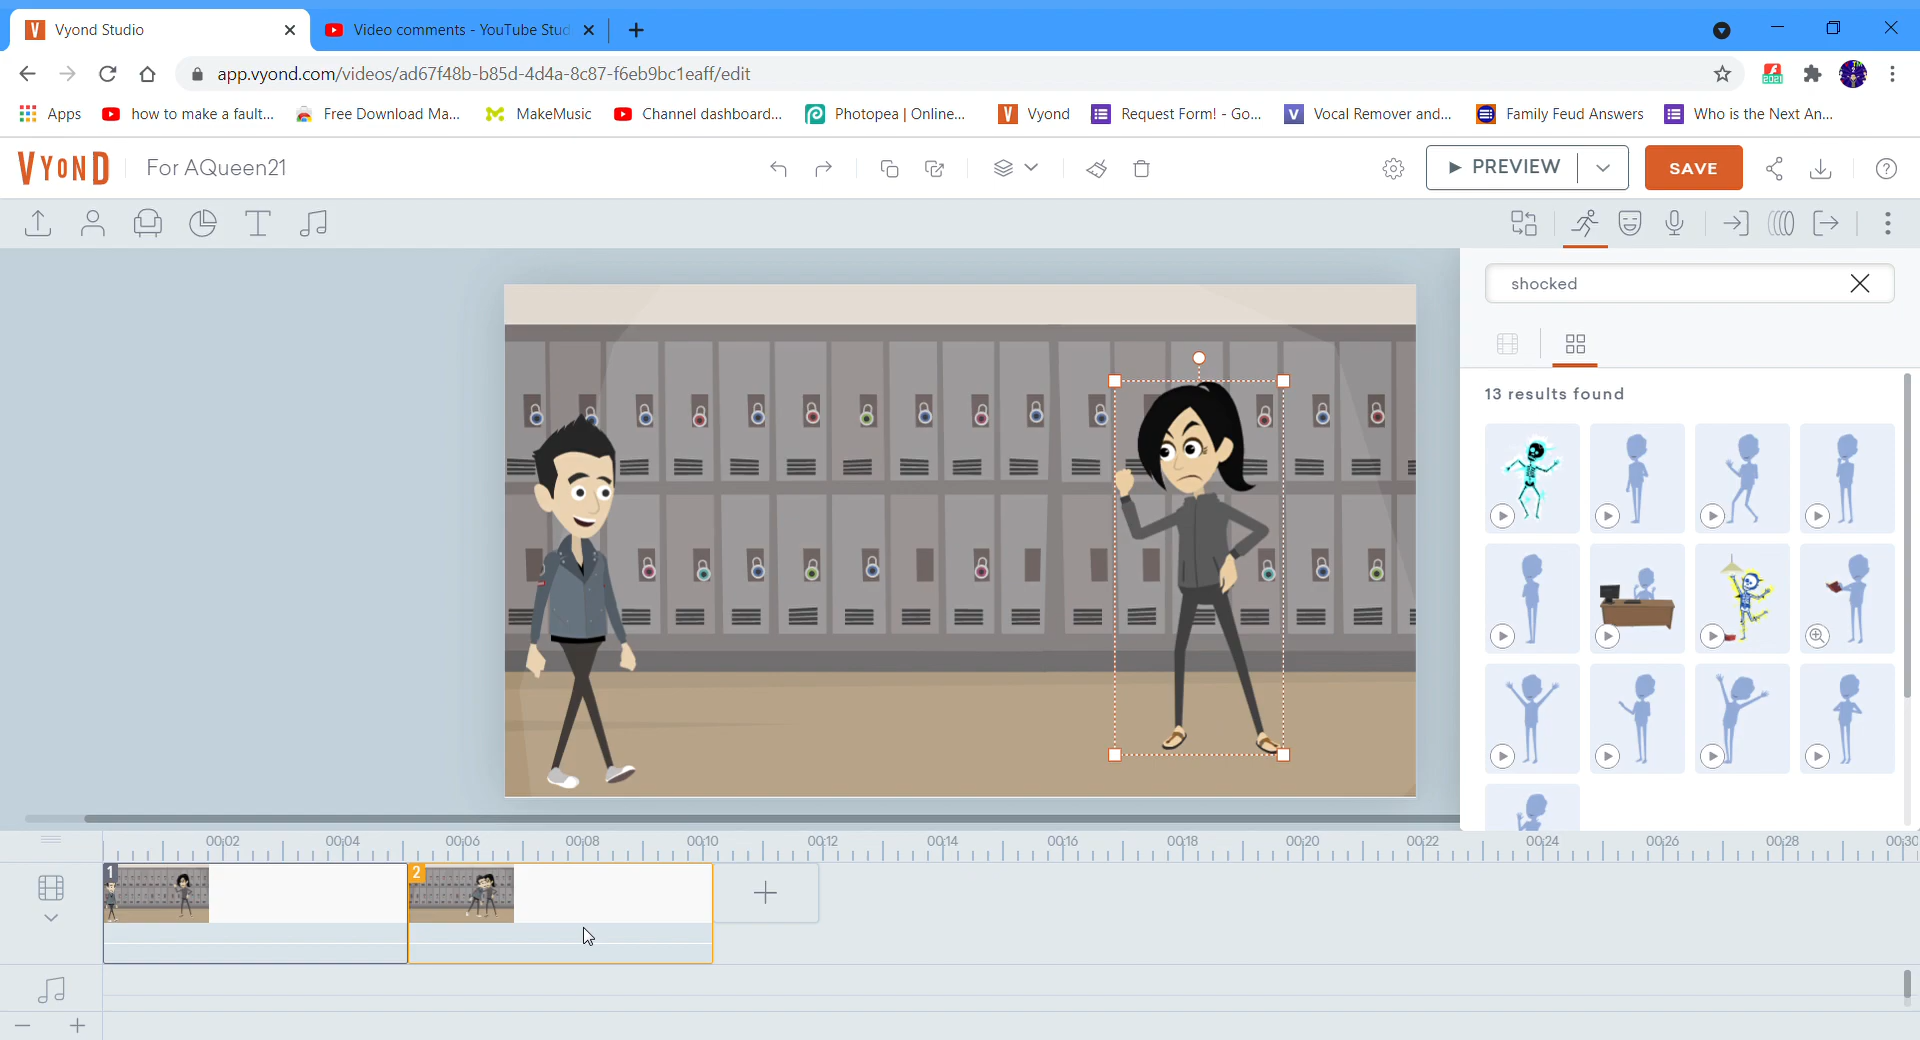 Vyond Studio
Video comments - YouTube Stud
app.vyond.com/videos/ad67f48b-b85d-4d4a-8c87-f6eb9bc1eaff/edit
Apps how to make a fault... Free Download Ma... MakeMusic Channel dashboard... Photopea | Online... Vyond Request Form! - Go... Vocal Remover and... Family Feud Answers Who is the Next An...
VYOND For AQueen21 PREVIEW SAVE
shocked
13 results found
00:02 00:04 00:06 00:08 00:10 00:12 00:14 00:16 00:18 00:20 00:22 00:24 00:26 00:28 00:30
1 2